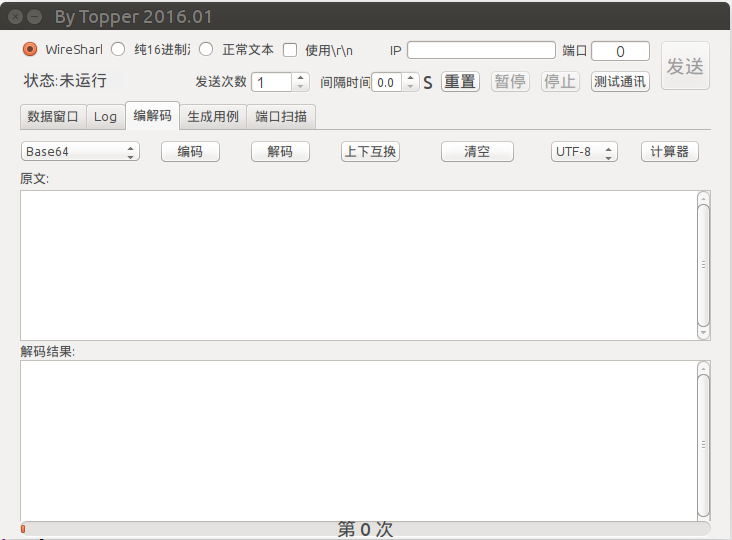 By Topper 2016.01
WireShark 纯16进制 正常文本 使用\r\n IP 端口 0 发送
状态:未运行 发送次数 1 间隔时间 0.0 S 重置 暂停 停止 测试通讯
数据窗口 Log 编解码 生成用例 端口扫描
Base64 编码 解码 上下互换 清空 UTF-8 计算器
原文:
解码结果:
第 0 次